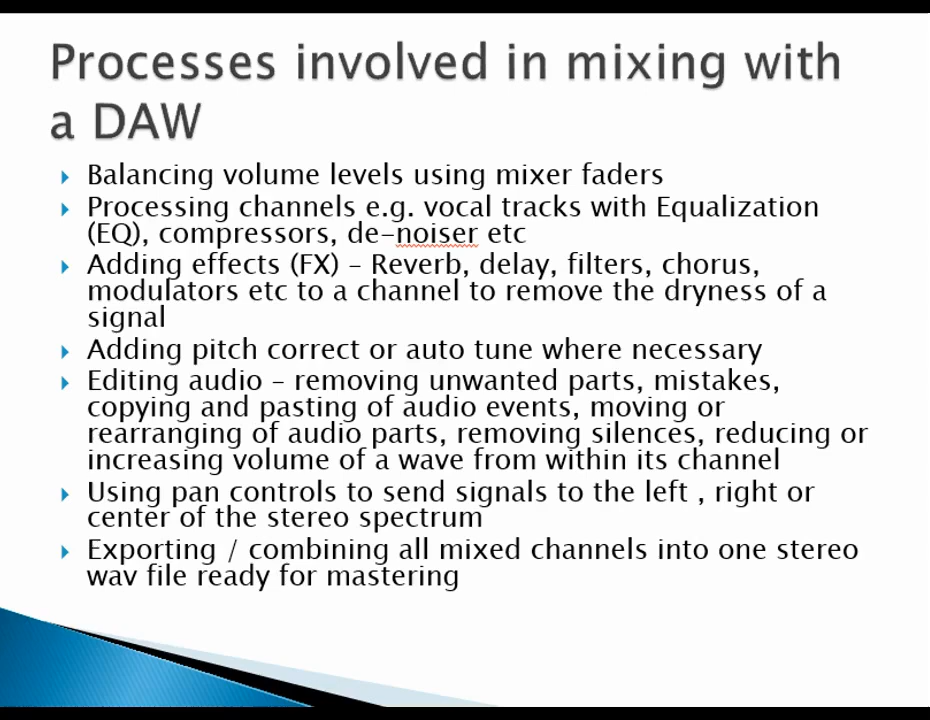 Processes involved in mixing with
a DAW
Balancing volume levels using mixer faders
Processing channels e.g. vocal tracks with Equalization
(EQ), compressors, de-noiser etc
Adding effects (FX) – Reverb, delay, filters, chorus,
modulators etc to a channel to remove the dryness of a
signal
Adding pitch correct or auto tune where necessary
Editing audio – removing unwanted parts, mistakes,
copying and pasting of audio events, moving or
rearranging of audio parts, removing silences, reducing or
increasing volume of a wave from within its channel
Using pan controls to send signals to the left , right or
center of the stereo spectrum
Exporting / combining all mixed channels into one stereo
wav file ready for mastering